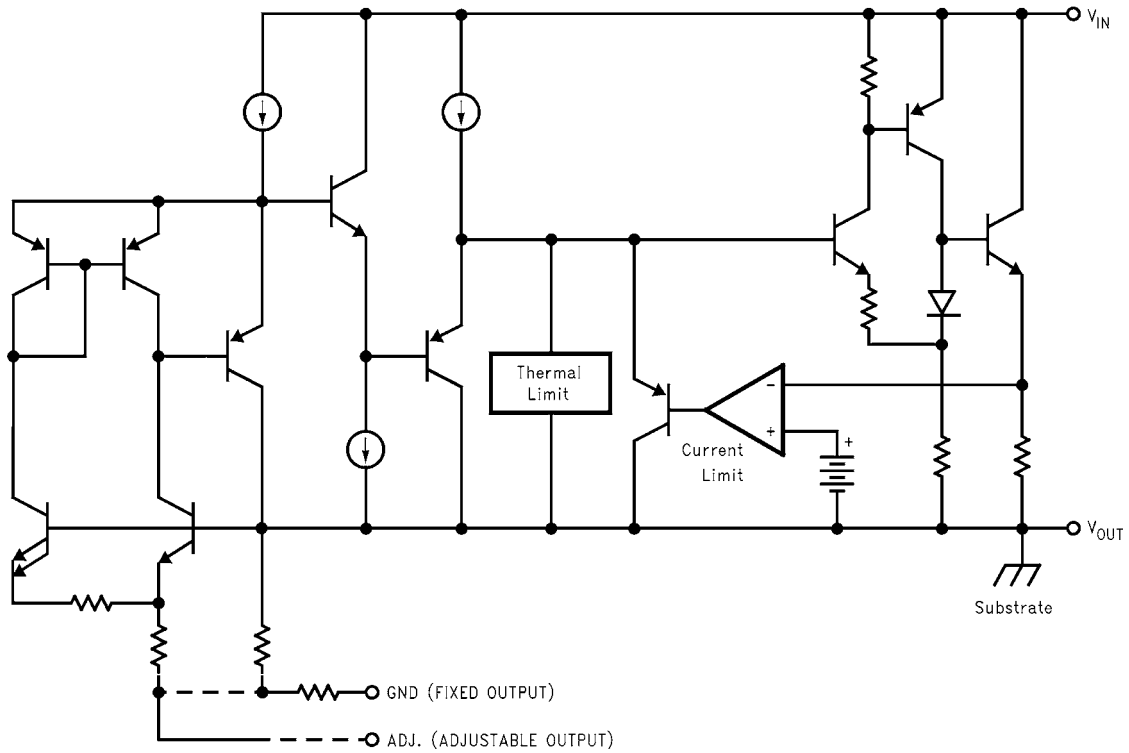 V_IN
Thermal
Limit
-
+
+
Current
Limit
V_OUT
Substrate
GND (FIXED OUTPUT)
ADJ. (ADJUSTABLE OUTPUT)